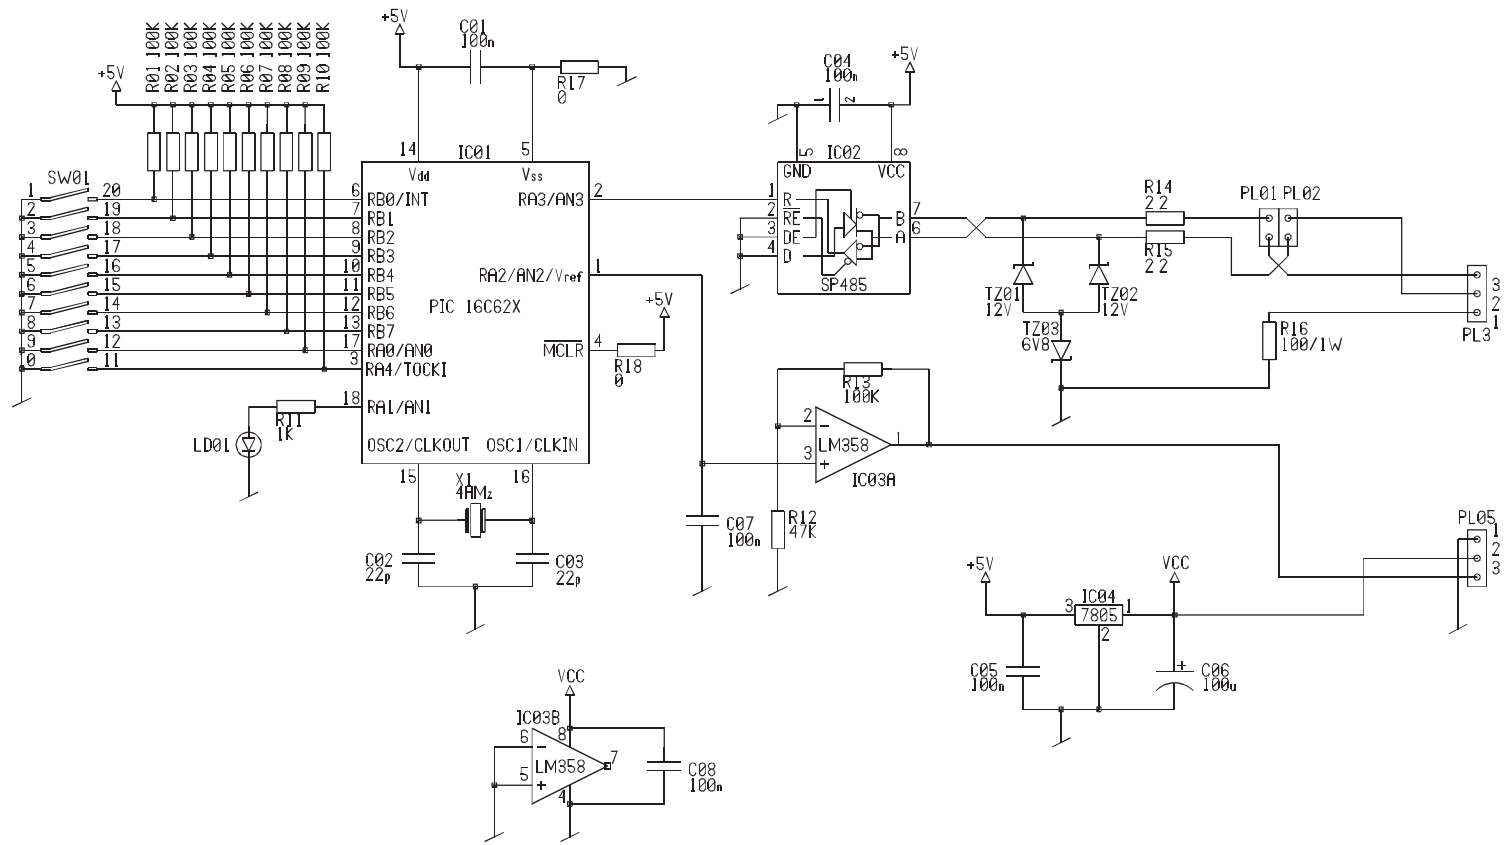 +5V
R01 100K
R02 100K
R03 100K
R04 100K
R05 100K
R06 100K
R07 100K
R08 100K
R09 100K
R10 100K
+5V
C01
100n
R17
0
14
IC01
5
Vdd
Vss
SW01
1 20
2 19
3 18
4 17
5 16
6 15
7 14
8 13
9 12
0 11
6 RB0/INT
7 RB1
8 RB2
9 RB3
10 RB4
11 RB5
12 RB6
13 RB7
17 RA0/AN0
3 RA4/TOCKI
18 RA1/AN1
RA3/AN3 2
RA2/AN2/Vref 1
PIC 16C62X
MCLR 4
+5V
R18
0
OSC2/CLKOUT OSC1/CLKIN
15
16
R11
1K
LD01
X1
4AMz
C02
22p
C03
22p
C04
100n
1 2
+5V
5
IC02
8
GND VCC
1 R
2 RE
3 DE
4 D
B 7
A 6
SP485
R14
2 2
R15
2 2
PL01 PL02
TZ01
12V
TZ02
12V
TZ03
6V8
R16
100/1W
3
2
1
PL3
R13
100K
2 -
3 +
LM358
1
IC03A
C07
100n
R12
47K
PL05
1
2
3
+5V
VCC
IC04
3 7805 1
2
C05
100n
+
C06
100u
VCC
IC03B
6 -
5 +
8
LM358
7
4
C08
100n